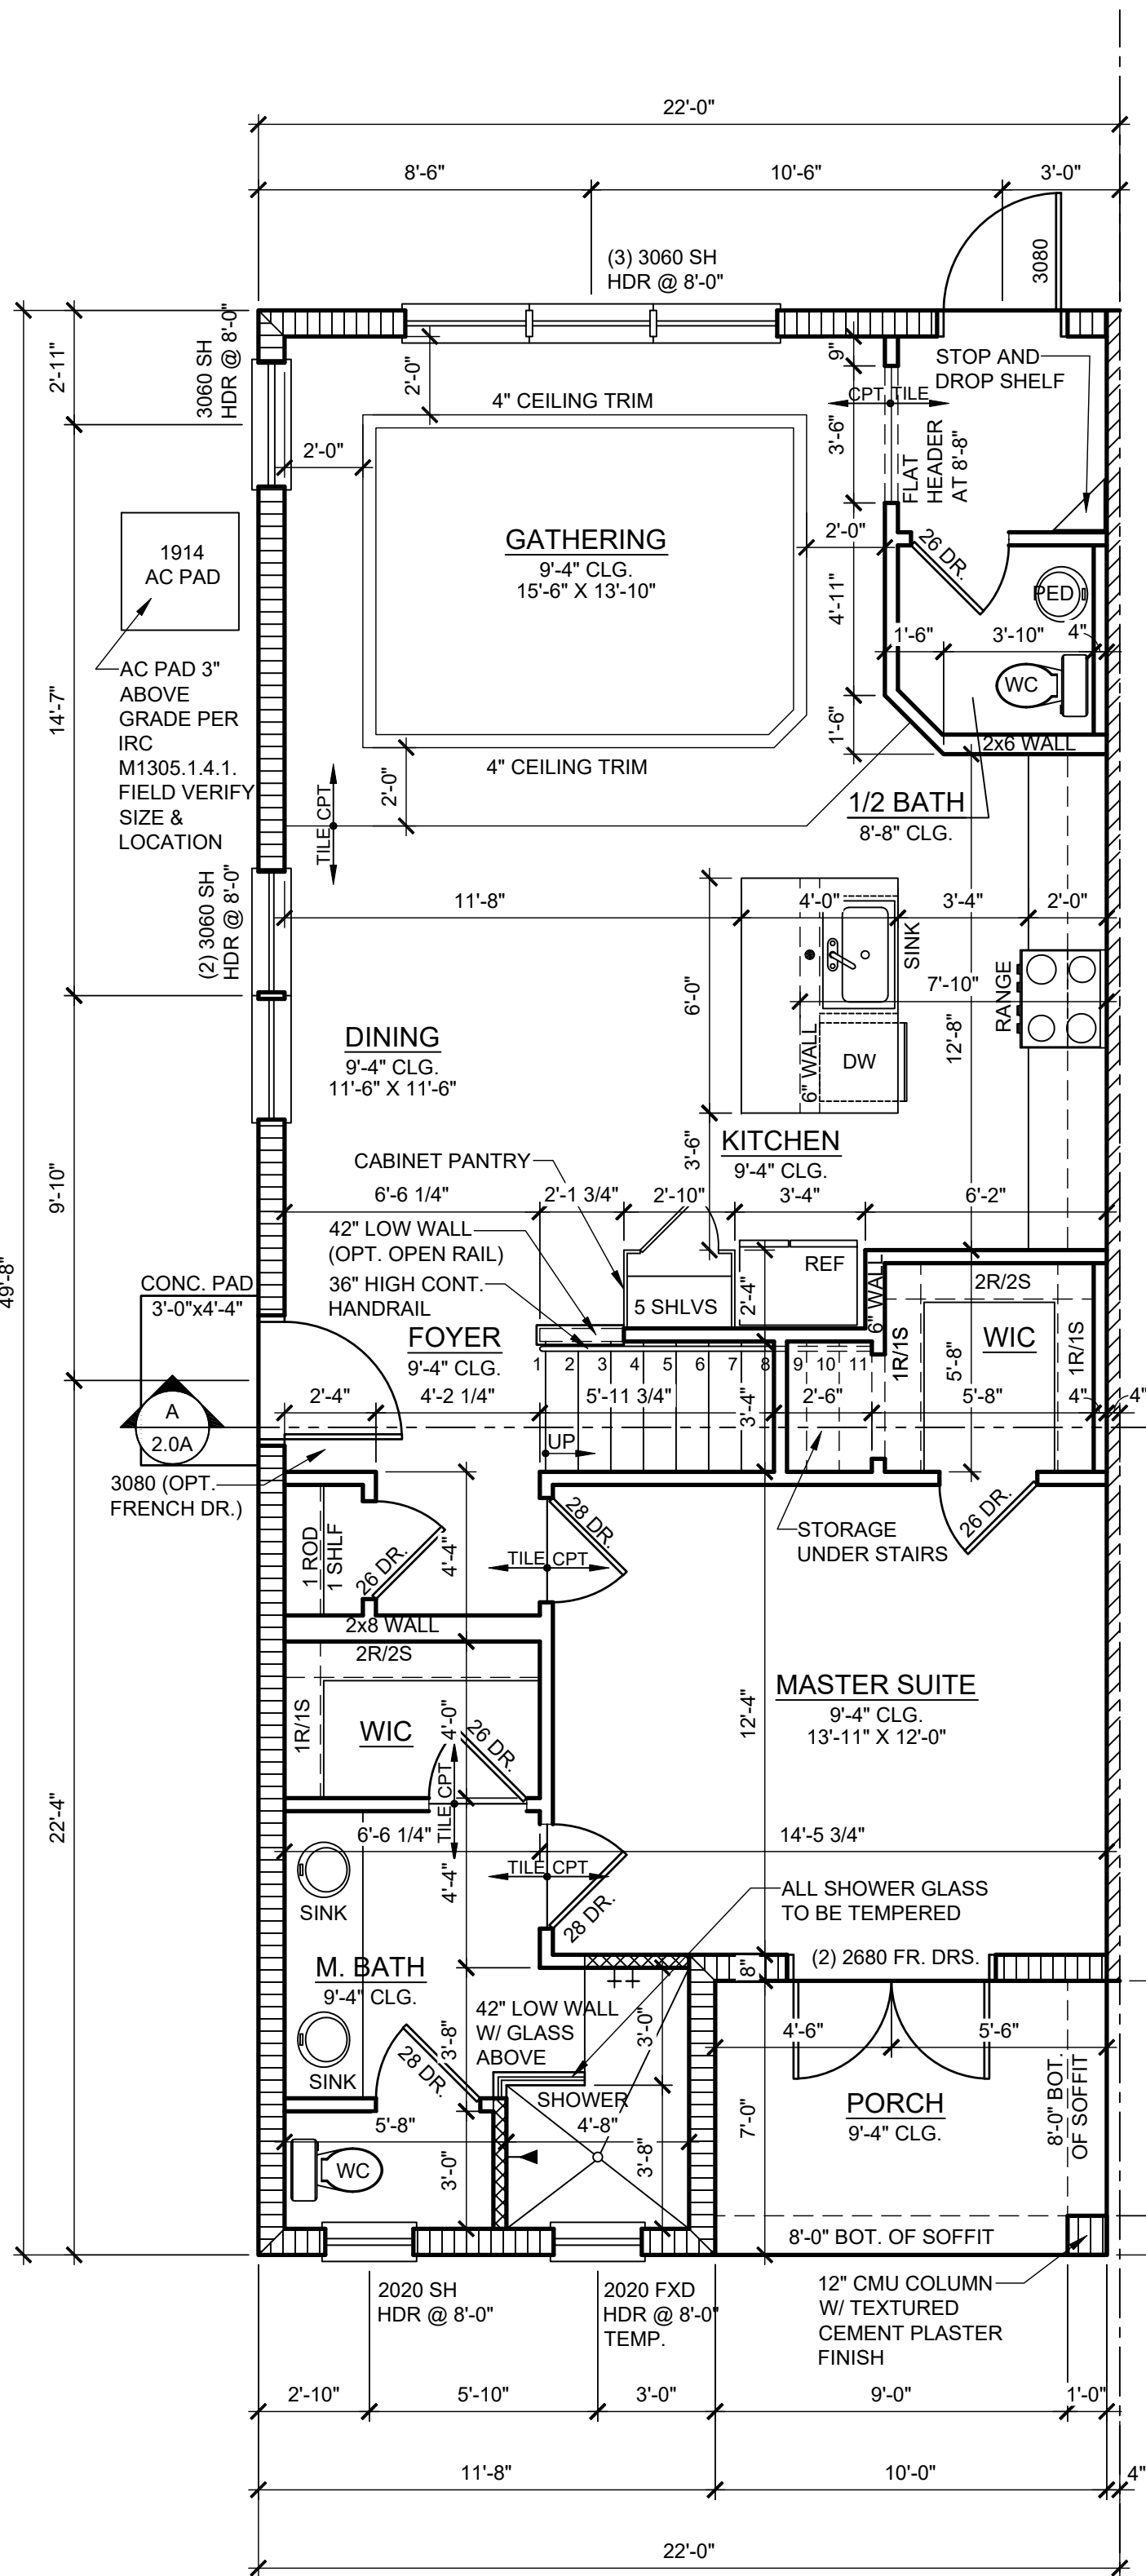 22'-0"
8'-6"
10'-6"
3'-0"
(3) 3060 SH
HDR @ 8'-0"
3080
2'-11"
3060 SH
HDR @ 8'-0"
2'-0"
4" CEILING TRIM
9"
STOP AND
DROP SHELF
CPT TILE
3'-6"
FLAT
HEADER
AT 8'-8"
2'-0"
GATHERING
9'-4" CLG.
15'-6" X 13'-10"
2'-0"
26 DR.
PED
1914
AC PAD
4'-11"
1'-6"
3'-10"
4"
WC
AC PAD 3"
ABOVE
GRADE PER
IRC
M1305.1.4.1.
FIELD VERIFY
SIZE &
LOCATION
14'-7"
1'-6"
2x6 WALL
4" CEILING TRIM
2'-0"
TILE CPT
1/2 BATH
8'-8" CLG.
(2) 3060 SH
HDR @ 8'-0"
11'-8"
4'-0"
3'-4"
2'-0"
SINK
6'-0"
7'-10"
RANGE
12'-8"
DINING
9'-4" CLG.
11'-6" X 11'-6"
6" WALL
DW
KITCHEN
9'-4" CLG.
3'-6"
9'-10"
49'-8"
CABINET PANTRY
6'-6 1/4"
2'-1 3/4"
2'-10"
3'-4"
6'-2"
42" LOW WALL
(OPT. OPEN RAIL)
36" HIGH CONT.
HANDRAIL
REF
2'-4"
5 SHLVS
6" WALL
2R/2S
1R/1S
WIC
5'-8"
1R/1S
CONC. PAD
3'-0"x4'-4"
FOYER
9'-4" CLG.
1 2 3 4 5 6 7 8 9 10 11
2'-4"
4'-2 1/4"
5'-11 3/4"
3'-4"
2'-6"
5'-8"
4"
4"
A
2.0A
UP
3080 (OPT.
FRENCH DR.)
1 ROD
1 SHLF
26 DR.
4'-4"
28 DR.
TILE CPT
STORAGE
UNDER STAIRS
26 DR.
2x8 WALL
2R/2S
1R/1S
WIC
4'-0"
26 DR.
TILE CPT
12'-4"
MASTER SUITE
9'-4" CLG.
13'-11" X 12'-0"
22'-4"
6'-6 1/4"
14'-5 3/4"
4'-4"
TILE CPT
28 DR.
SINK
ALL SHOWER GLASS
TO BE TEMPERED
M. BATH
9'-4" CLG.
8"
(2) 2680 FR. DRS.
42" LOW WALL
W/ GLASS
ABOVE
3'-8"
3'-0"
4'-6"
5'-6"
SINK
28 DR.
SHOWER
4'-8"
5'-8"
3'-0"
3'-8"
WC
7'-0"
PORCH
9'-4" CLG.
8'-0" BOT.
OF SOFFIT
8'-0" BOT. OF SOFFIT
2020 SH
HDR @ 8'-0"
2020 FXD
HDR @ 8'-0"
TEMP.
12" CMU COLUMN
W/ TEXTURED
CEMENT PLASTER
FINISH
2'-10"
5'-10"
3'-0"
9'-0"
1'-0"
11'-8"
10'-0"
4"
22'-0"